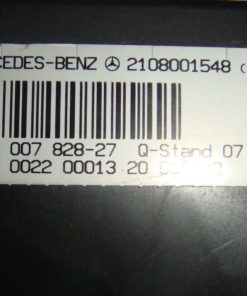 CEDES-BENZ 2108001548 (
007 828-27 Q-Stand 07
0022 00013 20